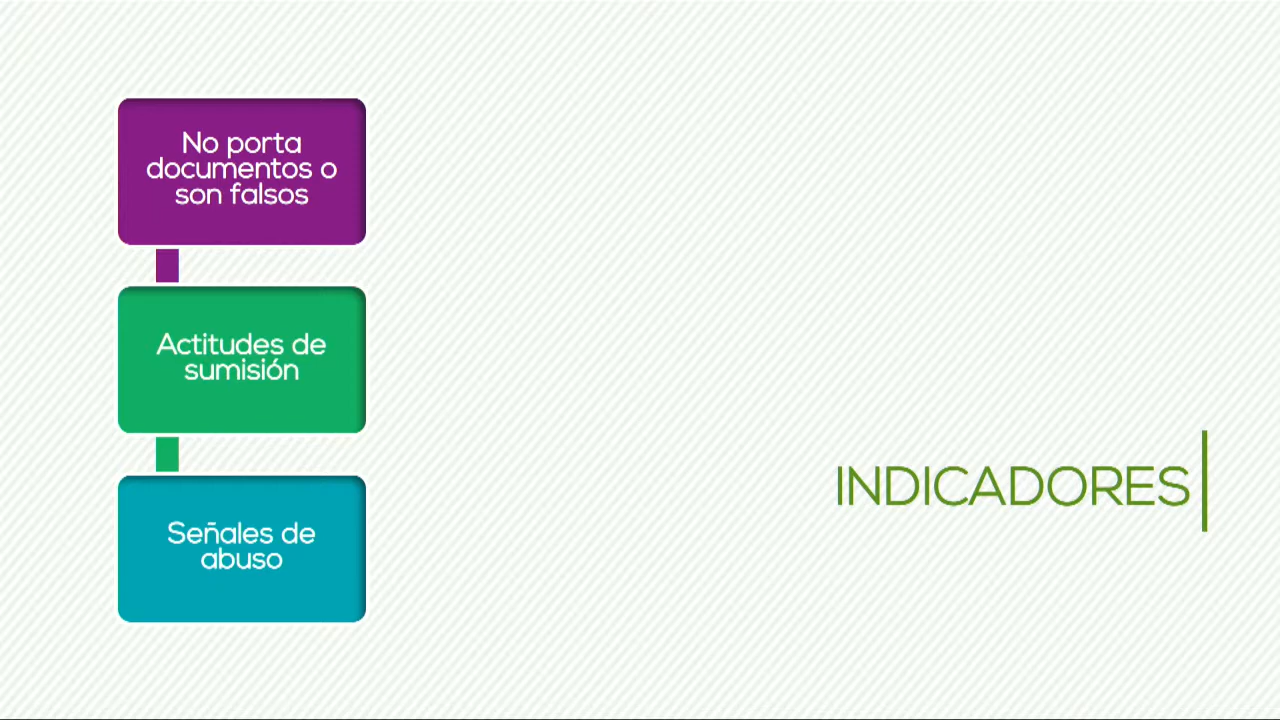 No porta
documentos o
son falsos
Actitudes de
sumisión
Señales de
abuso
INDICADORES